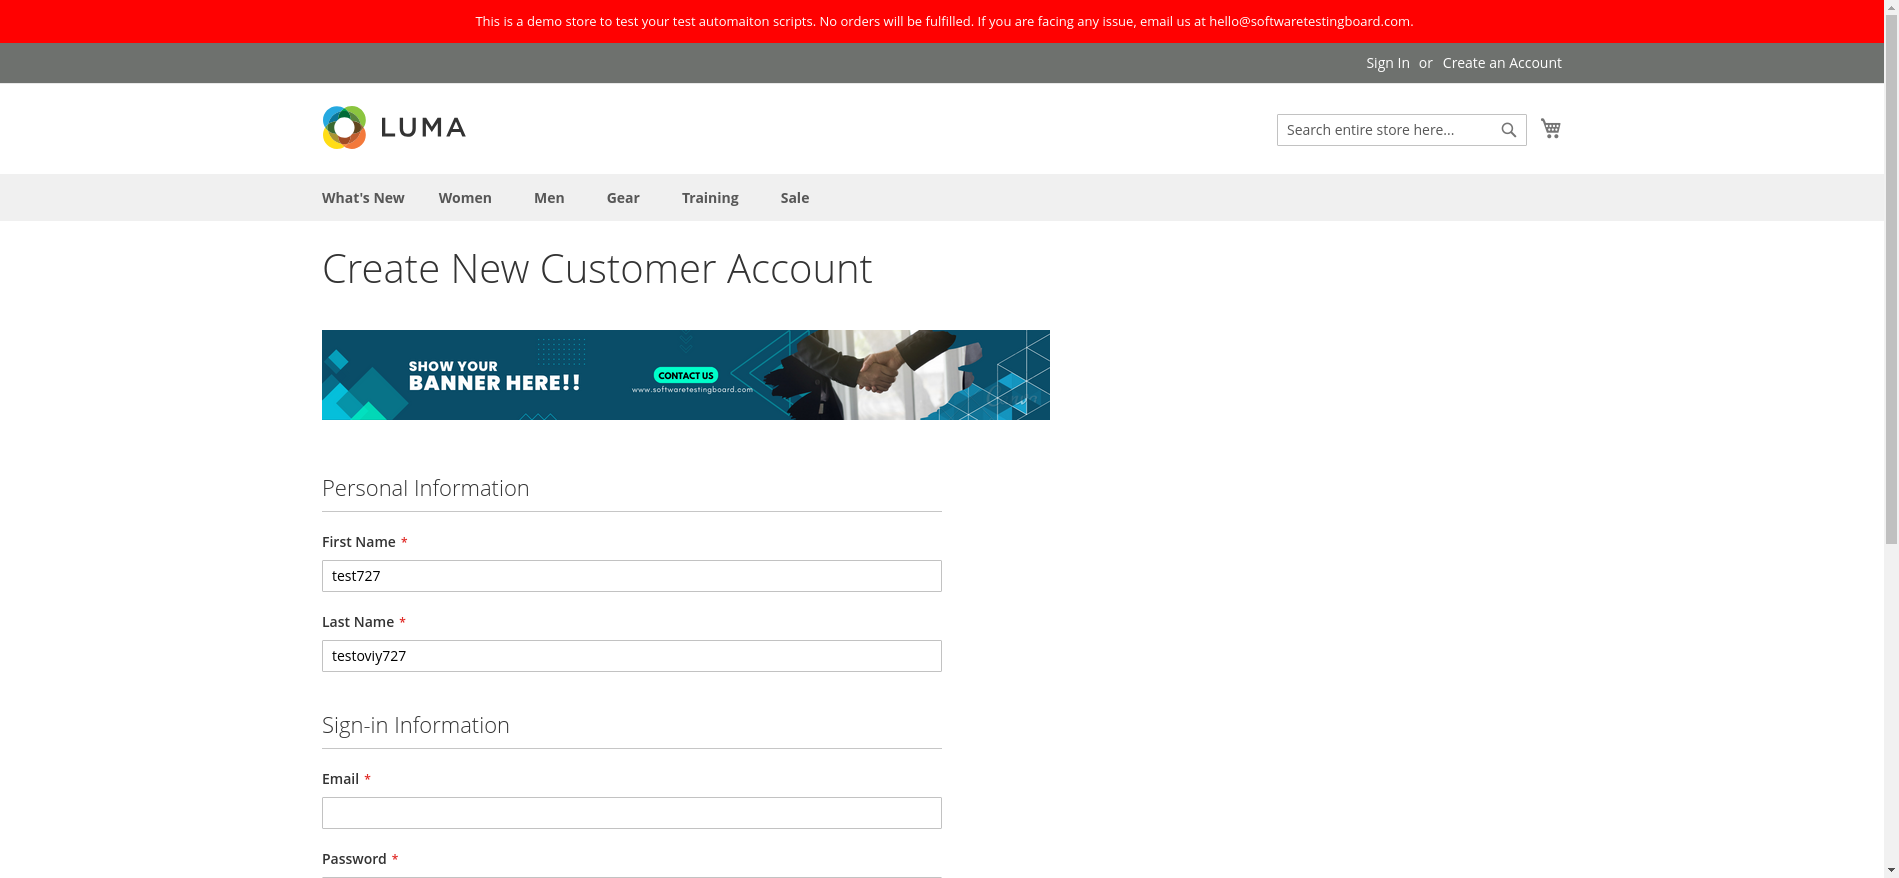 This is a demo store to test your test automaiton scripts. No orders will be fulfilled. If you are facing any issue, email us at hello@softwaretestingboard.com.
Sign In or Create an Account
LUMA
Search entire store here...
What's New Women Men Gear Training Sale
Create New Customer Account
SHOW YOUR
BANNER HERE!!
CONTACT US
www.softwaretestingboard.com
Personal Information
First Name *
test727
Last Name *
testoviy727
Sign-in Information
Email *
Password *